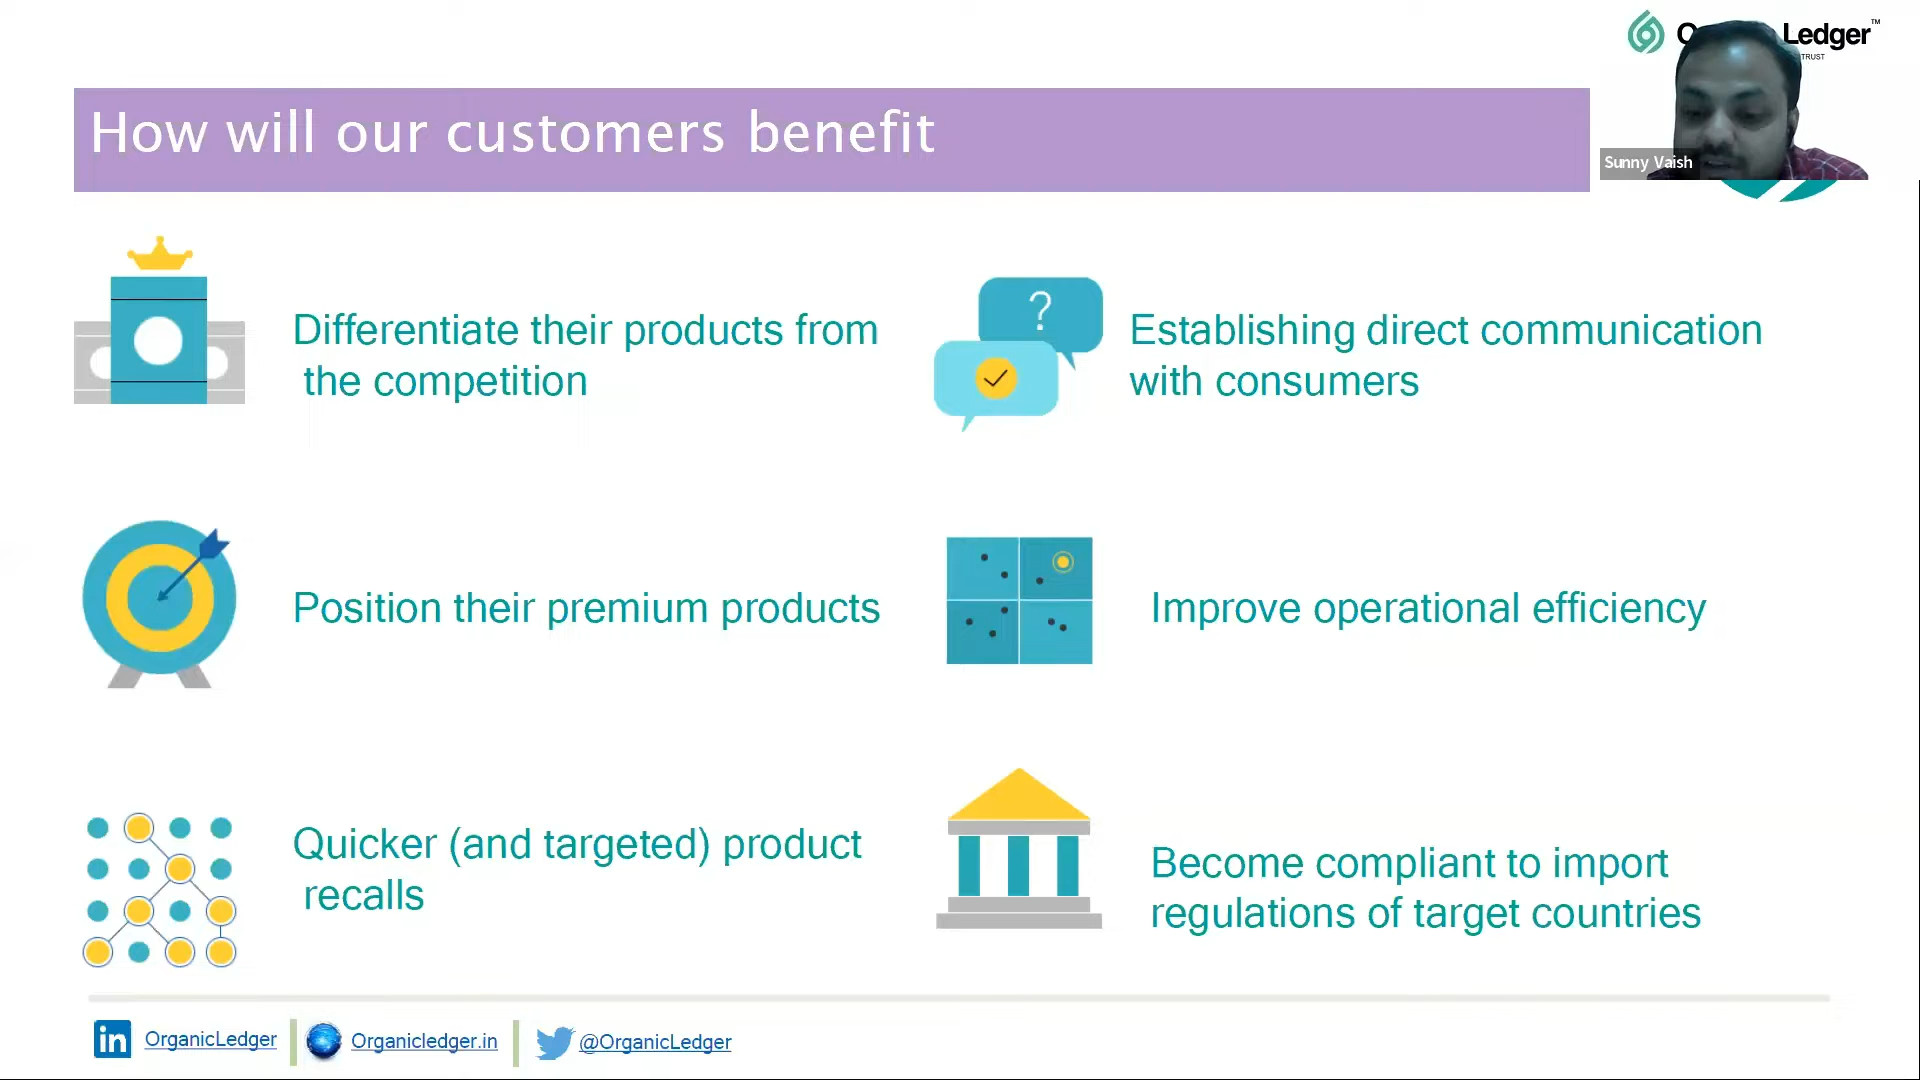 Ledger™
TRUST
How will our customers benefit
Sunny Vaish
Differentiate their products from
the competition
?
Establishing direct communication
with consumers
Position their premium products
Improve operational efficiency
Quicker (and targeted) product
recalls
Become compliant to import
regulations of target countries
in OrganicLedger
Organicledger.in
@OrganicLedger